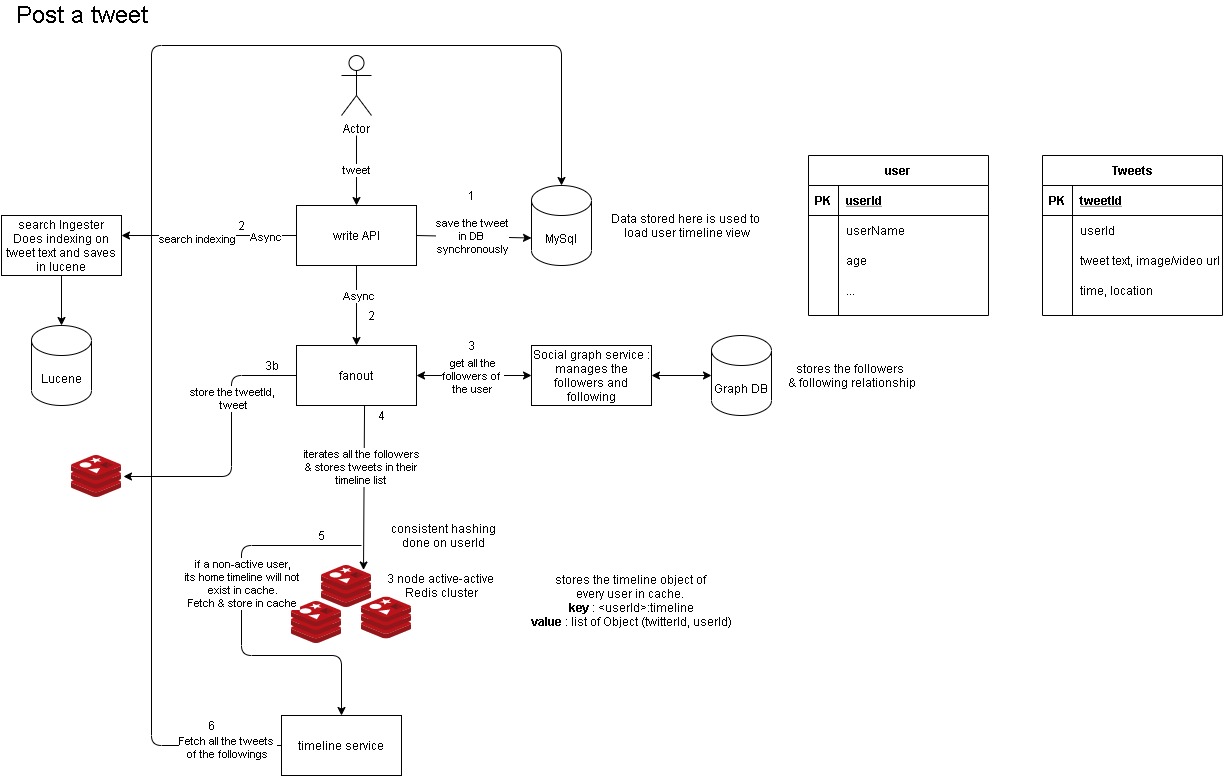 Post a tweet
Actor
tweet
write API
1
save the tweet
in DB
synchronously
MySql
Data stored here is used to
load user timeline view
user
PK
userId
userName
age
...
Tweets
PK
tweetId
userId
tweet text, image/video url
time, location
2
search indexing
Async
search Ingester
Does indexing on
tweet text and saves
in lucene
Lucene
Async
2
fanout
3
get all the
followers of
the user
Social graph service :
manages the
followers and
following
Graph DB
stores the followers
& following relationship
3b
store the tweetId,
tweet
4
iterates all the followers
& stores tweets in their
timeline list
consistent hashing
done on userId
5
if a non-active user,
its home timeline will not
exist in cache.
Fetch & store in cache
3 node active-active
Redis cluster
stores the timeline object of
every user in cache.
key : <userId>:timeline
value : list of Object (twitterId, userId)
6
Fetch all the tweets
of the followings
timeline service